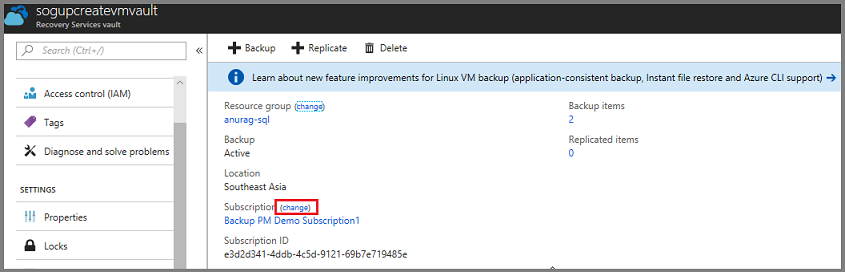 sogupcreatevmvault
Recovery Services vault
Search (Ctrl+/)
«
Backup
Replicate
Delete
Learn about new feature improvements for Linux VM backup (application-consistent backup, Instant file restore and Azure CLI support) →
Access control (IAM)
Tags
Diagnose and solve problems
SETTINGS
Properties
Locks
Resource group (change)
anurag-sql
Backup
Active
Location
Southeast Asia
Subscription (change)
Backup PM Demo Subscription1
Subscription ID
e3d2d341-4ddb-4c5d-9121-69b7e719485e
Backup items
2
Replicated items
0